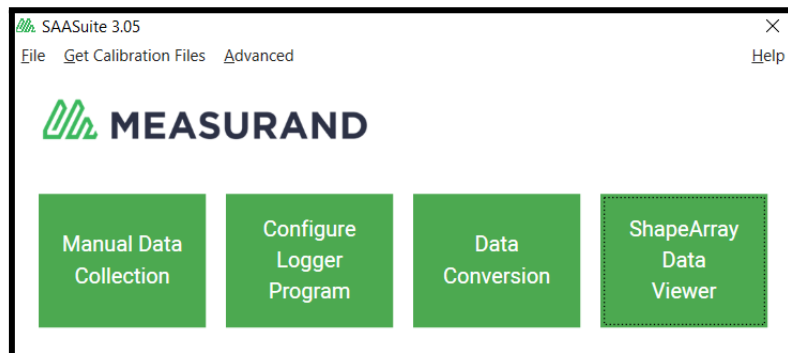 SAASuite 3.05
File Get Calibration Files Advanced Help
MEASURAND
Manual Data
Collection
Configure
Logger
Program
Data
Conversion
ShapeArray
Data
Viewer